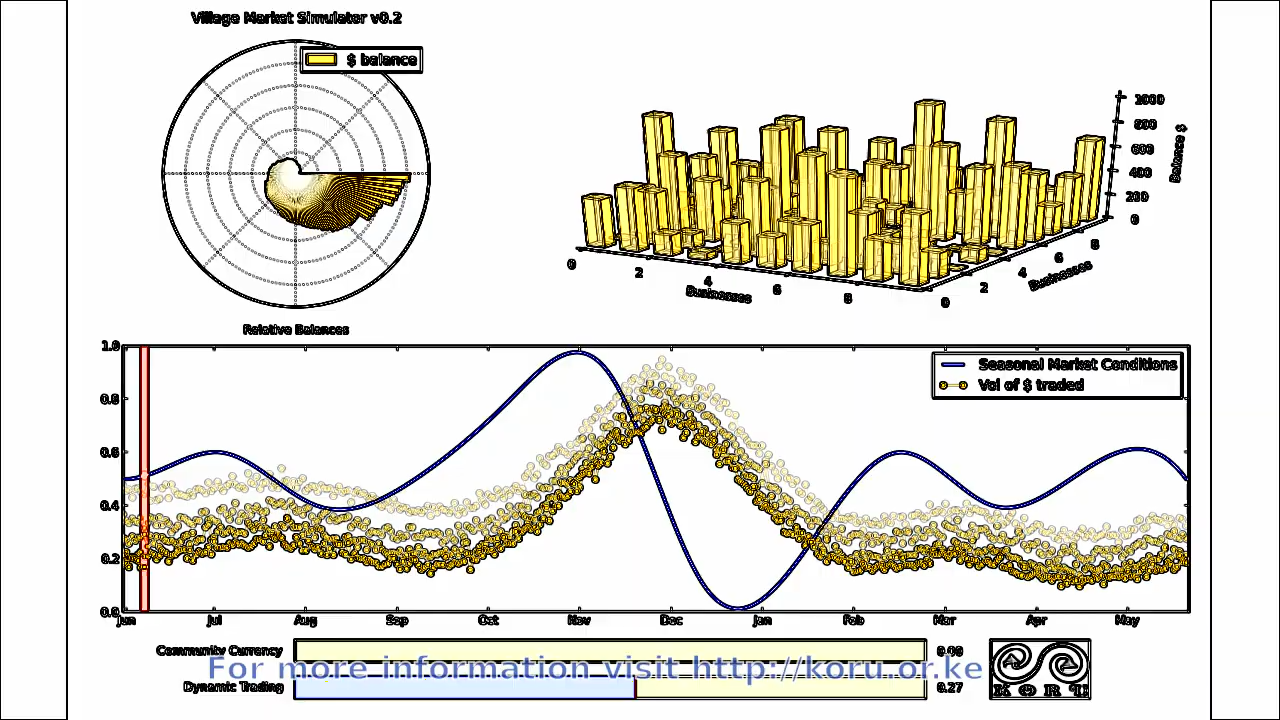 Village Market Simulator v0.2
$ balance
Relative Balances
1000
800
600
400
200
0
Balance $
0 2 4 6 8
Businesses
0 2 4 6 8
Businesses
Seasonal Market Conditions
Vol of $ traded
1.0
0.8
0.6
0.4
0.2
0.0
Jun Jul Aug Sep Oct Nov Dec Jan Feb Mar Apr May
Community Currency 0.00
For more information visit http://koru.or.ke
Dynamic Trading 0.27
KORU